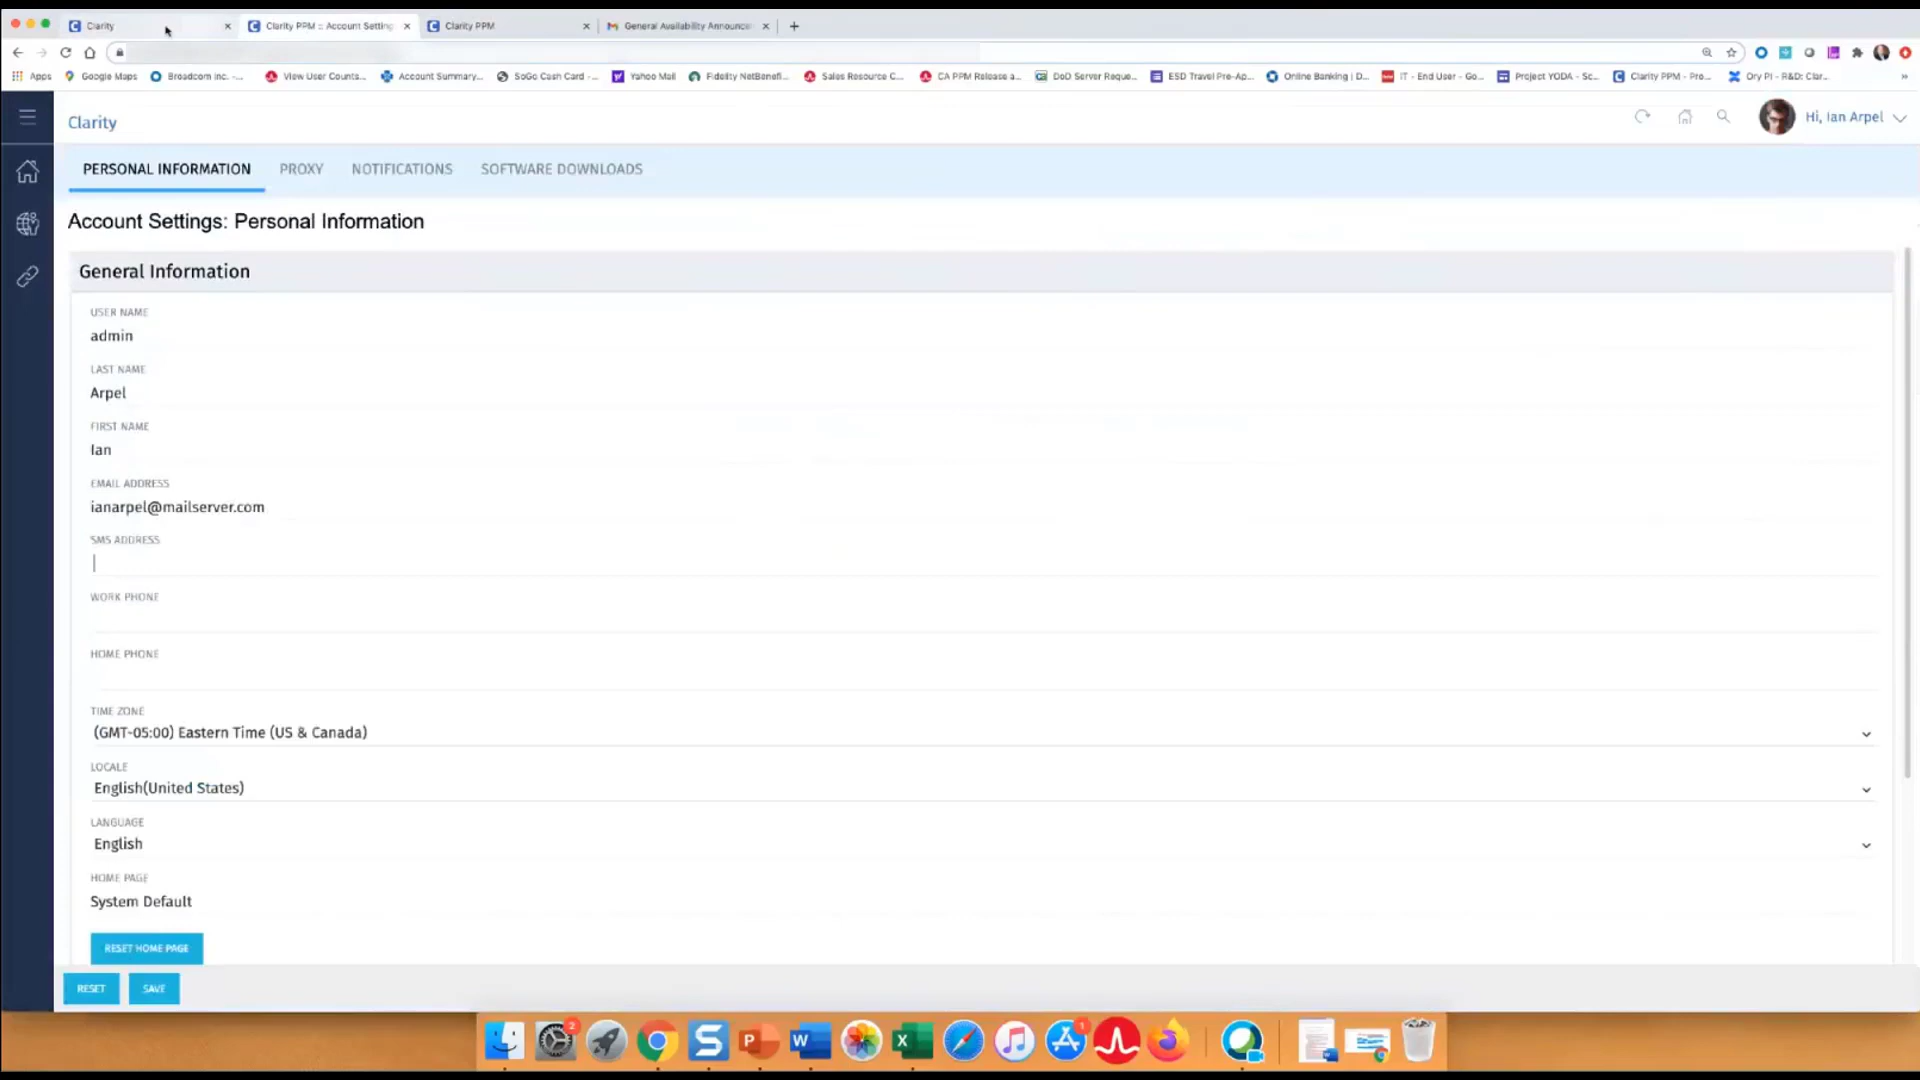 Clarity
Clarity PPM :: Account Setting
Clarity PPM
General Availability Announce
Apps
Google Maps
Broadcom Inc. -...
View User Counts...
Account Summary...
SoGo Cash Card -...
Yahoo Mail
Fidelity NetBenefi...
Sales Resource C...
CA PPM Release a...
DoD Server Reque...
ESD Travel Pre-Ap...
Online Banking | D...
IT - End User - Go...
Project YODA - Sc...
Clarity PPM - Pro...
Ory PI - R&D: Clar...
»
Clarity
Hi, Ian Arpel
PERSONAL INFORMATION
PROXY
NOTIFICATIONS
SOFTWARE DOWNLOADS
Account Settings: Personal Information
General Information
USER NAME
admin
LAST NAME
Arpel
FIRST NAME
Ian
EMAIL ADDRESS
ianarpel@mailserver.com
SMS ADDRESS
WORK PHONE
HOME PHONE
TIME ZONE
(GMT-05:00) Eastern Time (US & Canada)
LOCALE
English(United States)
LANGUAGE
English
HOME PAGE
System Default
RESET HOME PAGE
RESET
SAVE
2
S
P
W
X
1